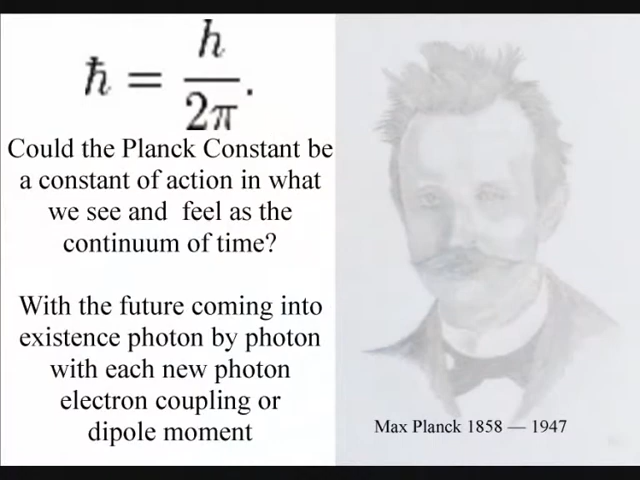 ħ = h/2π.
Could the Planck Constant be
a constant of action in what
we see and feel as the
continuum of time?
With the future coming into
existence photon by photon
with each new photon
electron coupling or
dipole moment
Max Planck 1858 — 1947